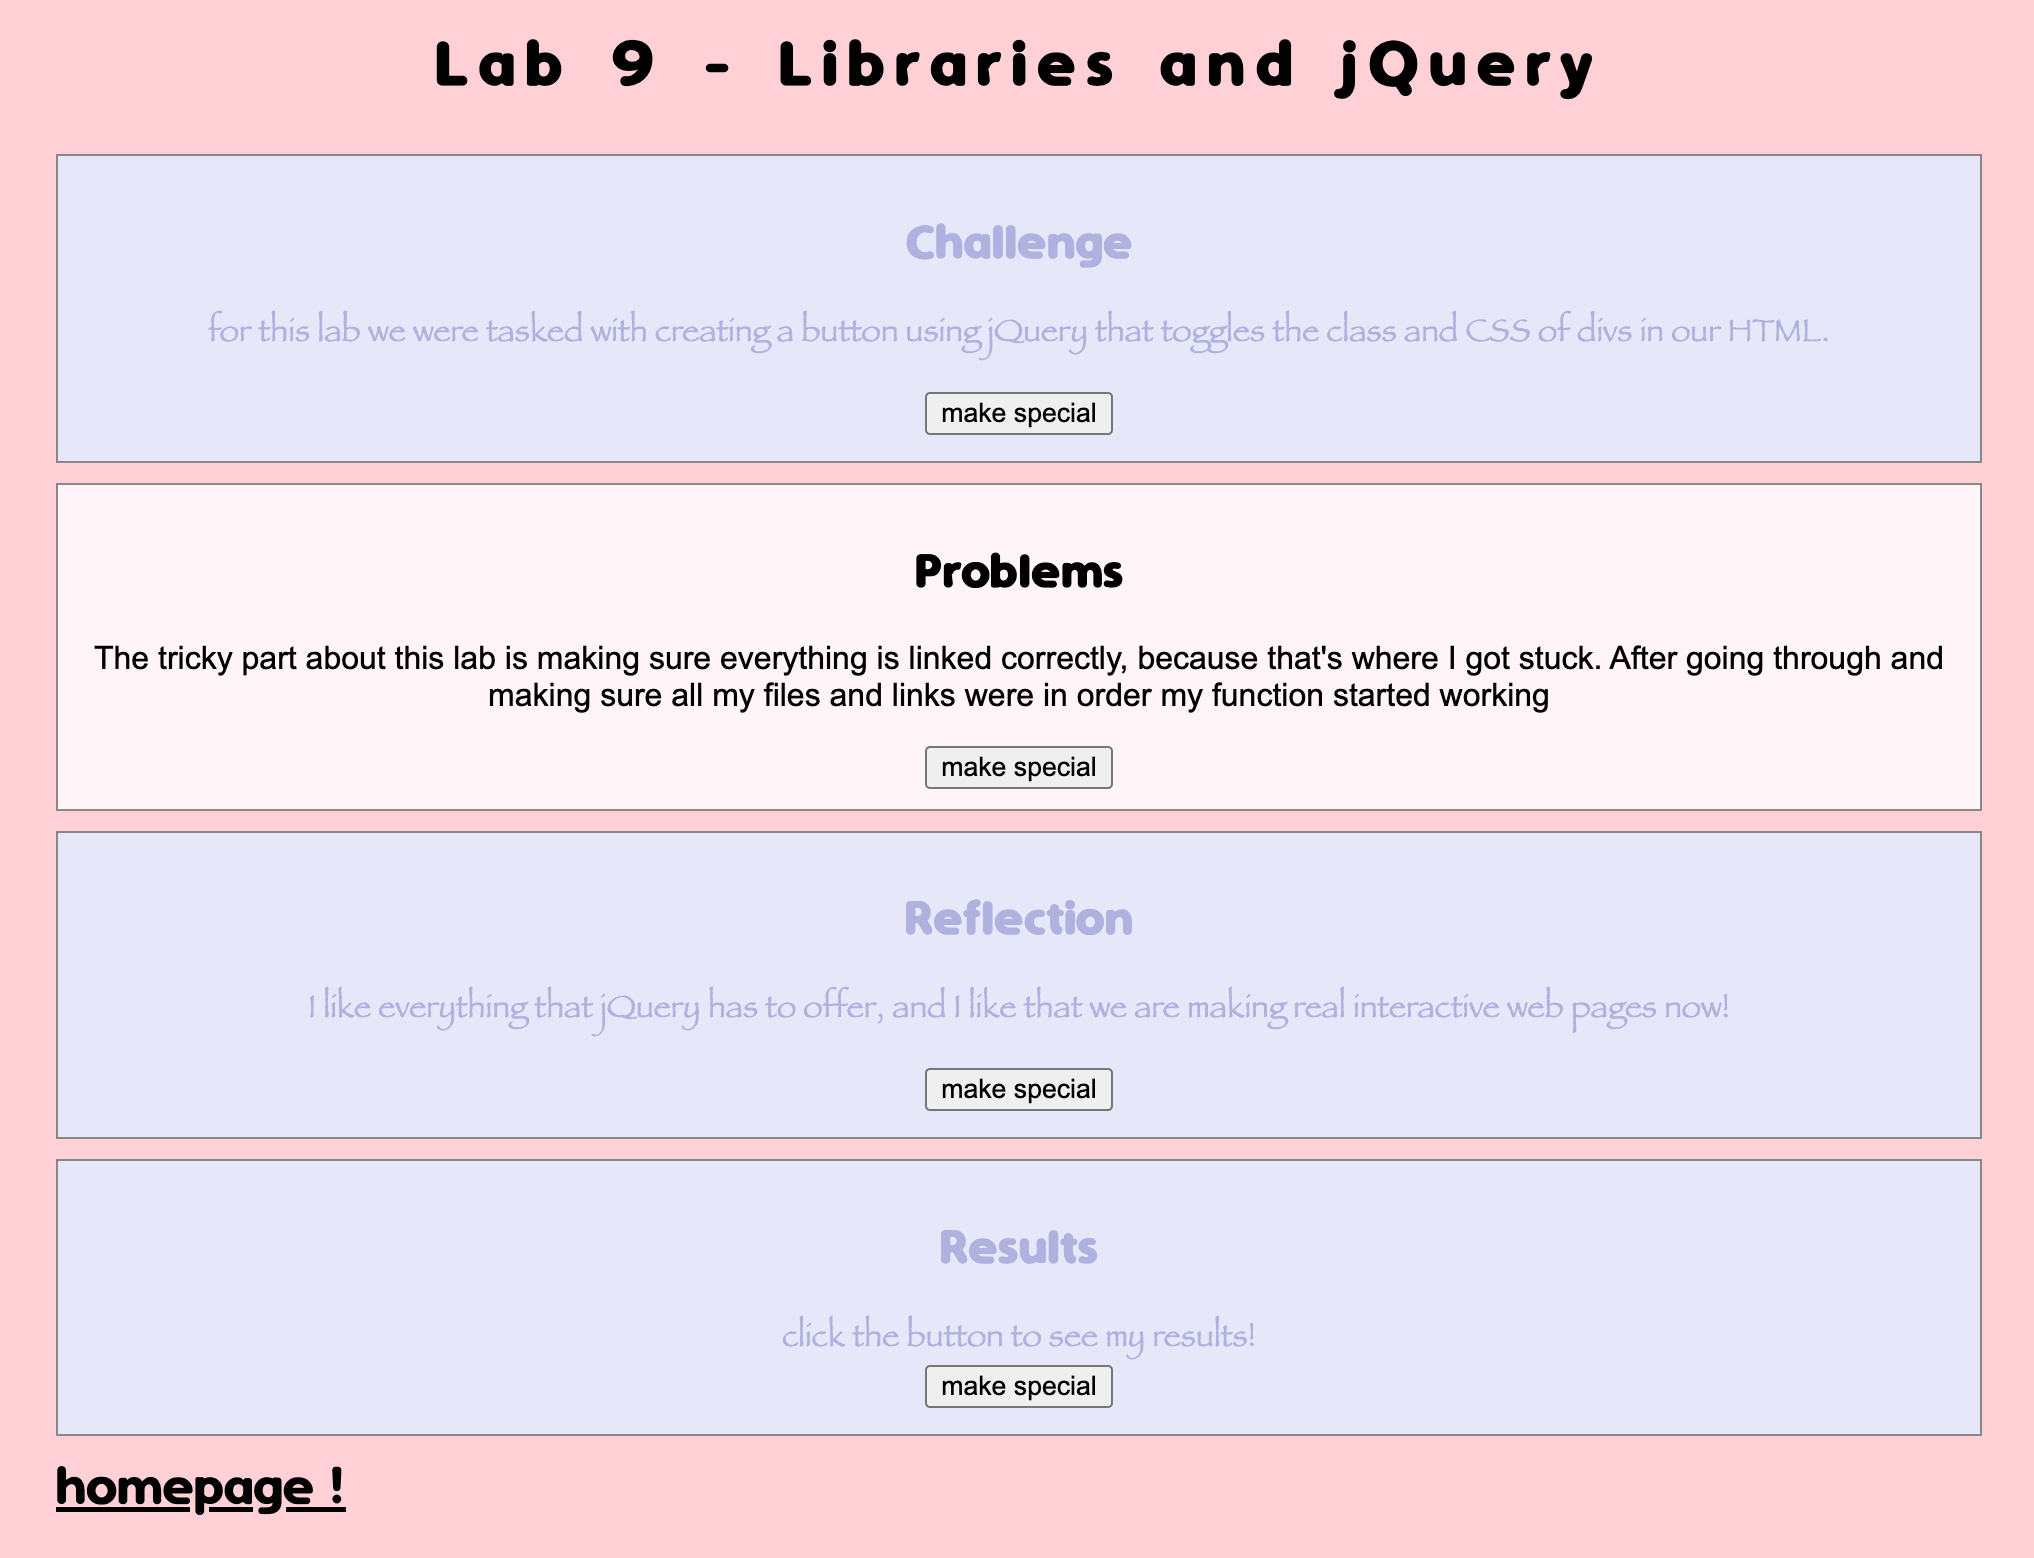 Lab 9 - Libraries and jQuery
Challenge
for this lab we were tasked with creating a button using jQuery that toggles the class and CSS of divs in our HTML.
make special
Problems
The tricky part about this lab is making sure everything is linked correctly, because that's where I got stuck. After going through and
making sure all my files and links were in order my function started working
make special
Reflection
I like everything that jQuery has to offer, and I like that we are making real interactive web pages now!
make special
Results
click the button to see my results!
make special
homepage !